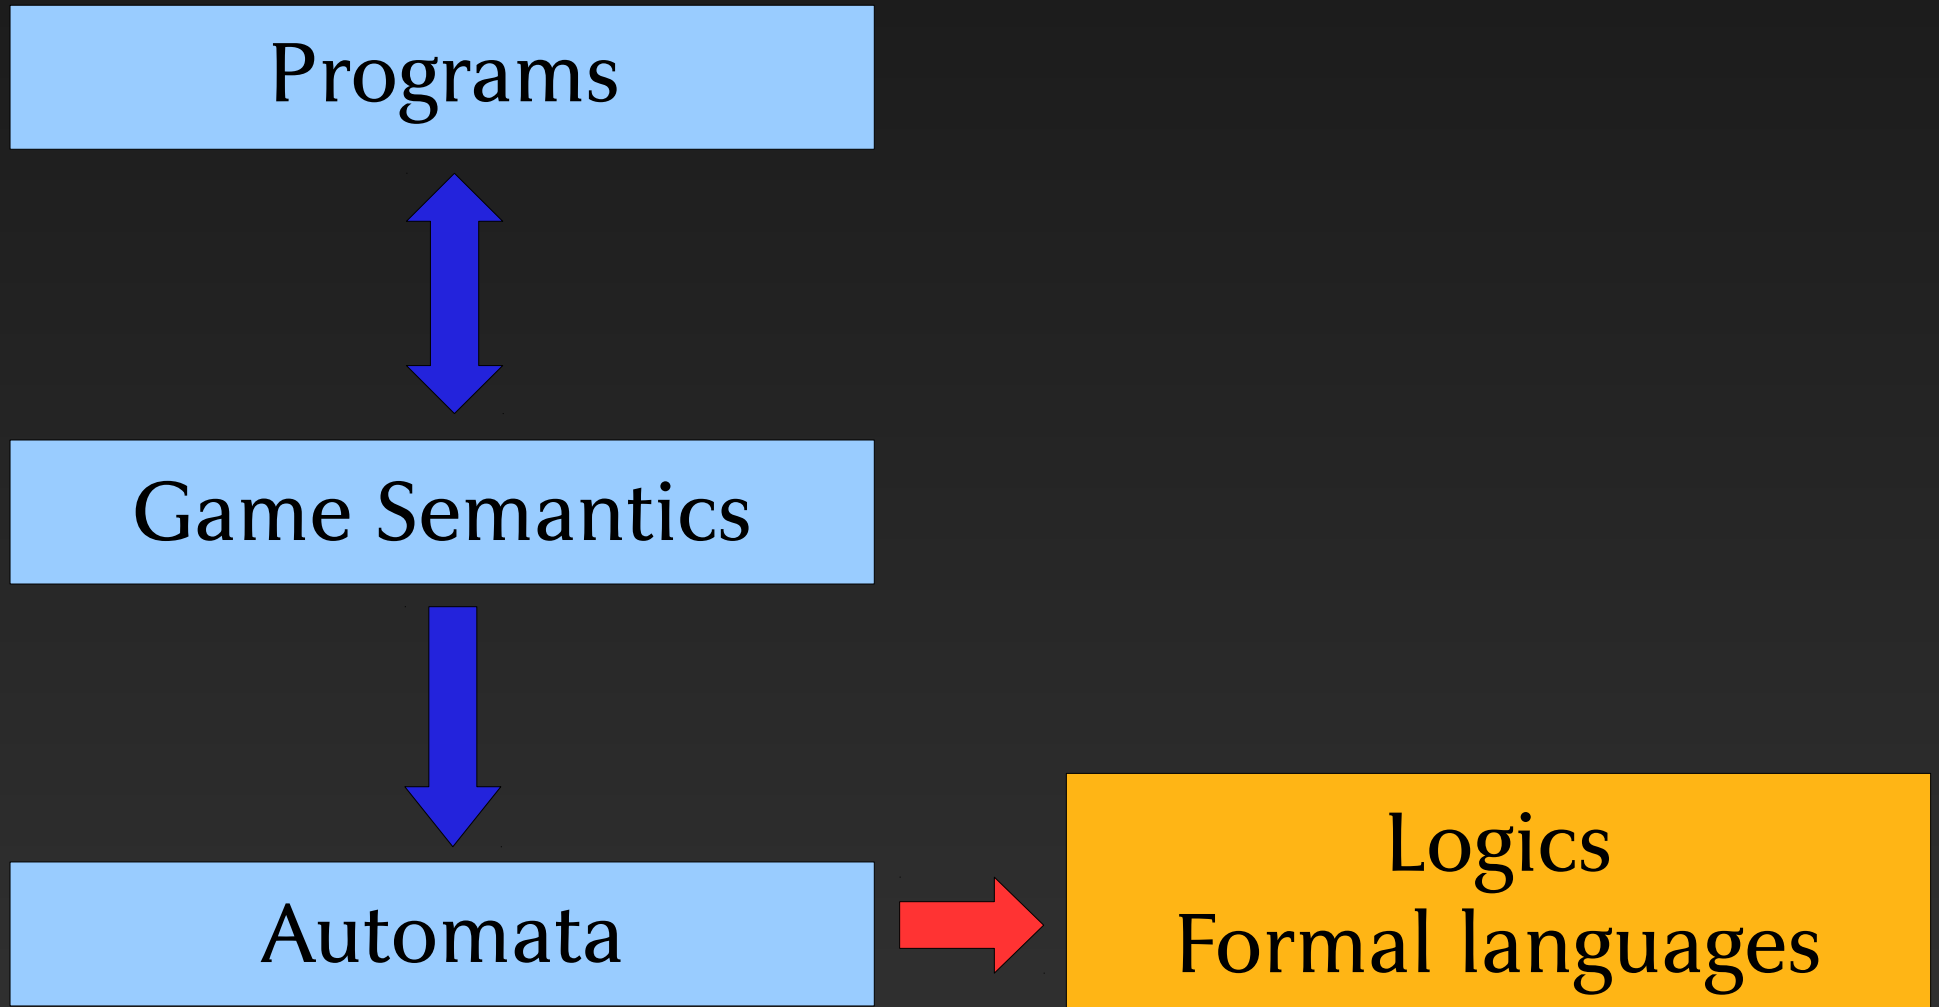 Programs
Game Semantics
Automata
Logics
Formal languages